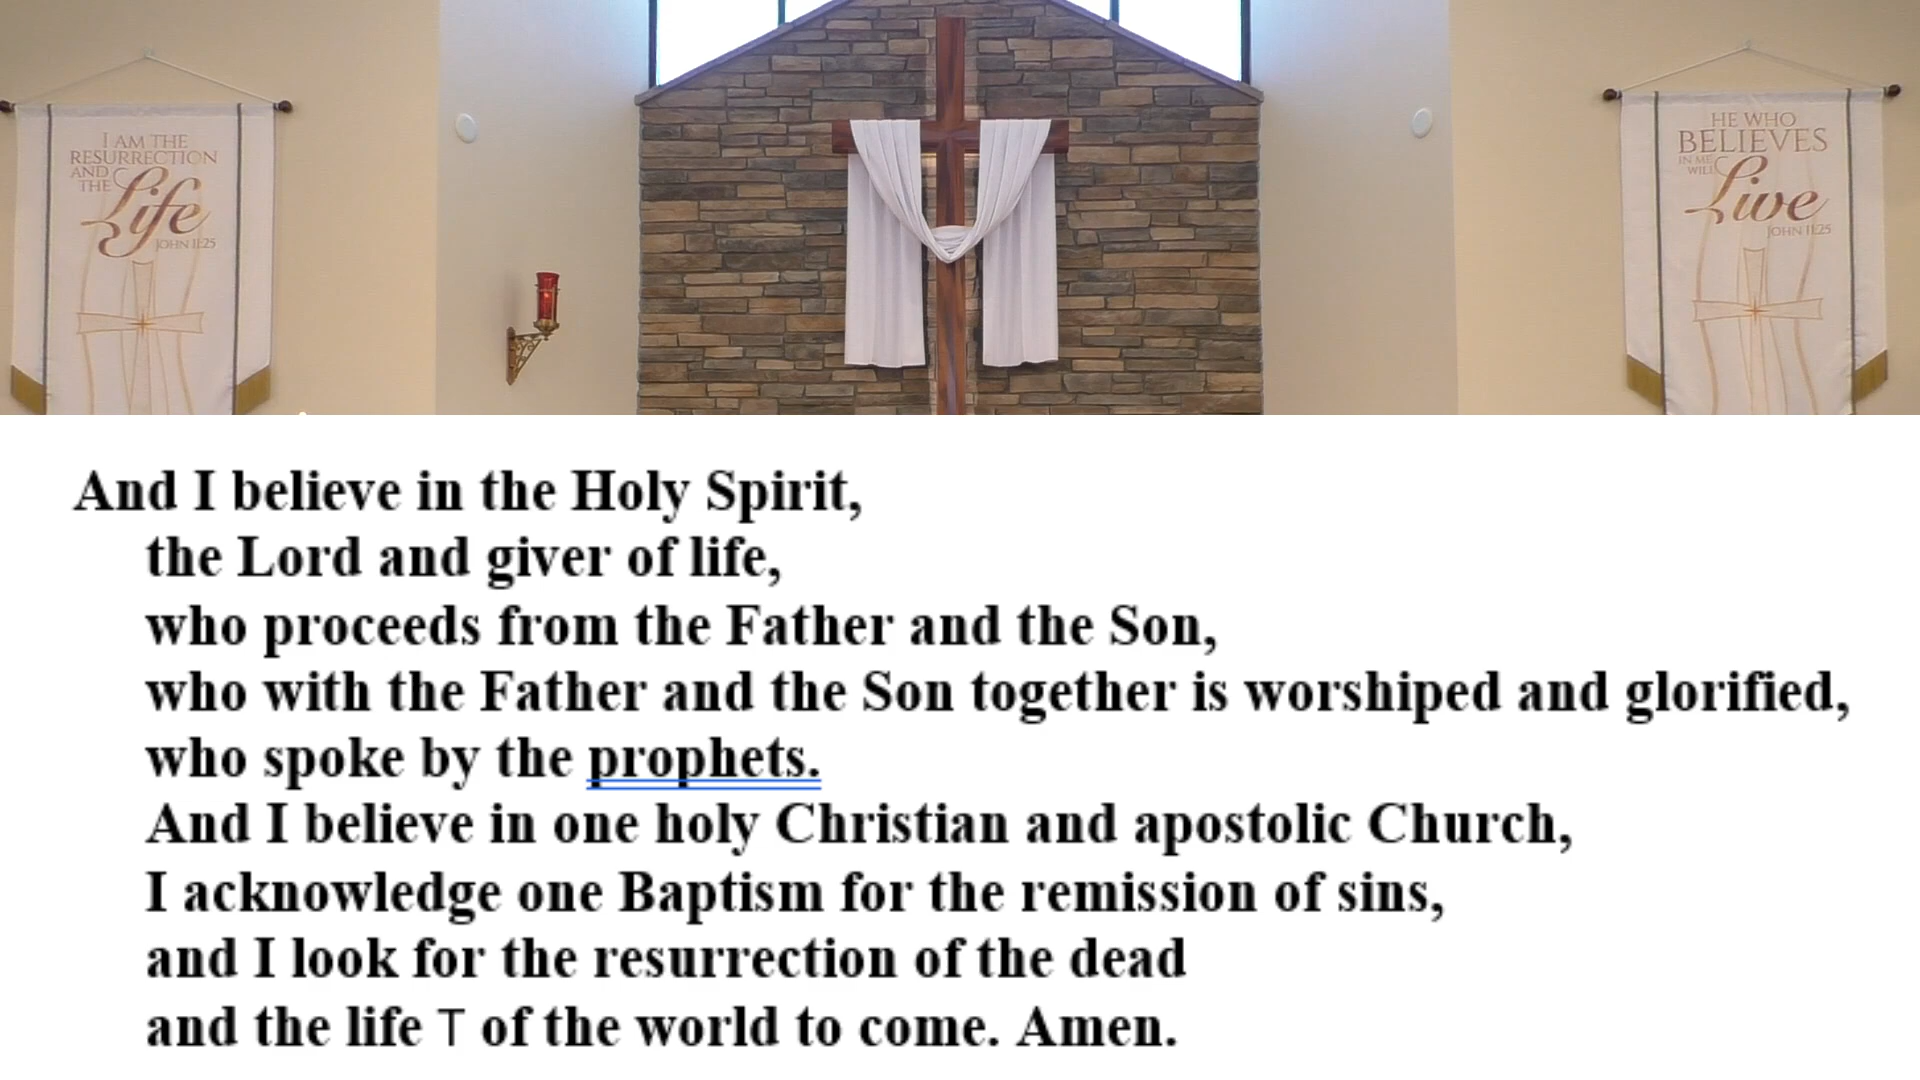 I AM THE
RESURRECTION
AND
THE
Life
JOHN 11:25
HE WHO
BELIEVES
IN ME
WILL
Live
JOHN 11:25
And I believe in the Holy Spirit,
the Lord and giver of life,
who proceeds from the Father and the Son,
who with the Father and the Son together is worshiped and glorified,
who spoke by the prophets.
And I believe in one holy Christian and apostolic Church,
I acknowledge one Baptism for the remission of sins,
and I look for the resurrection of the dead
and the life T of the world to come. Amen.